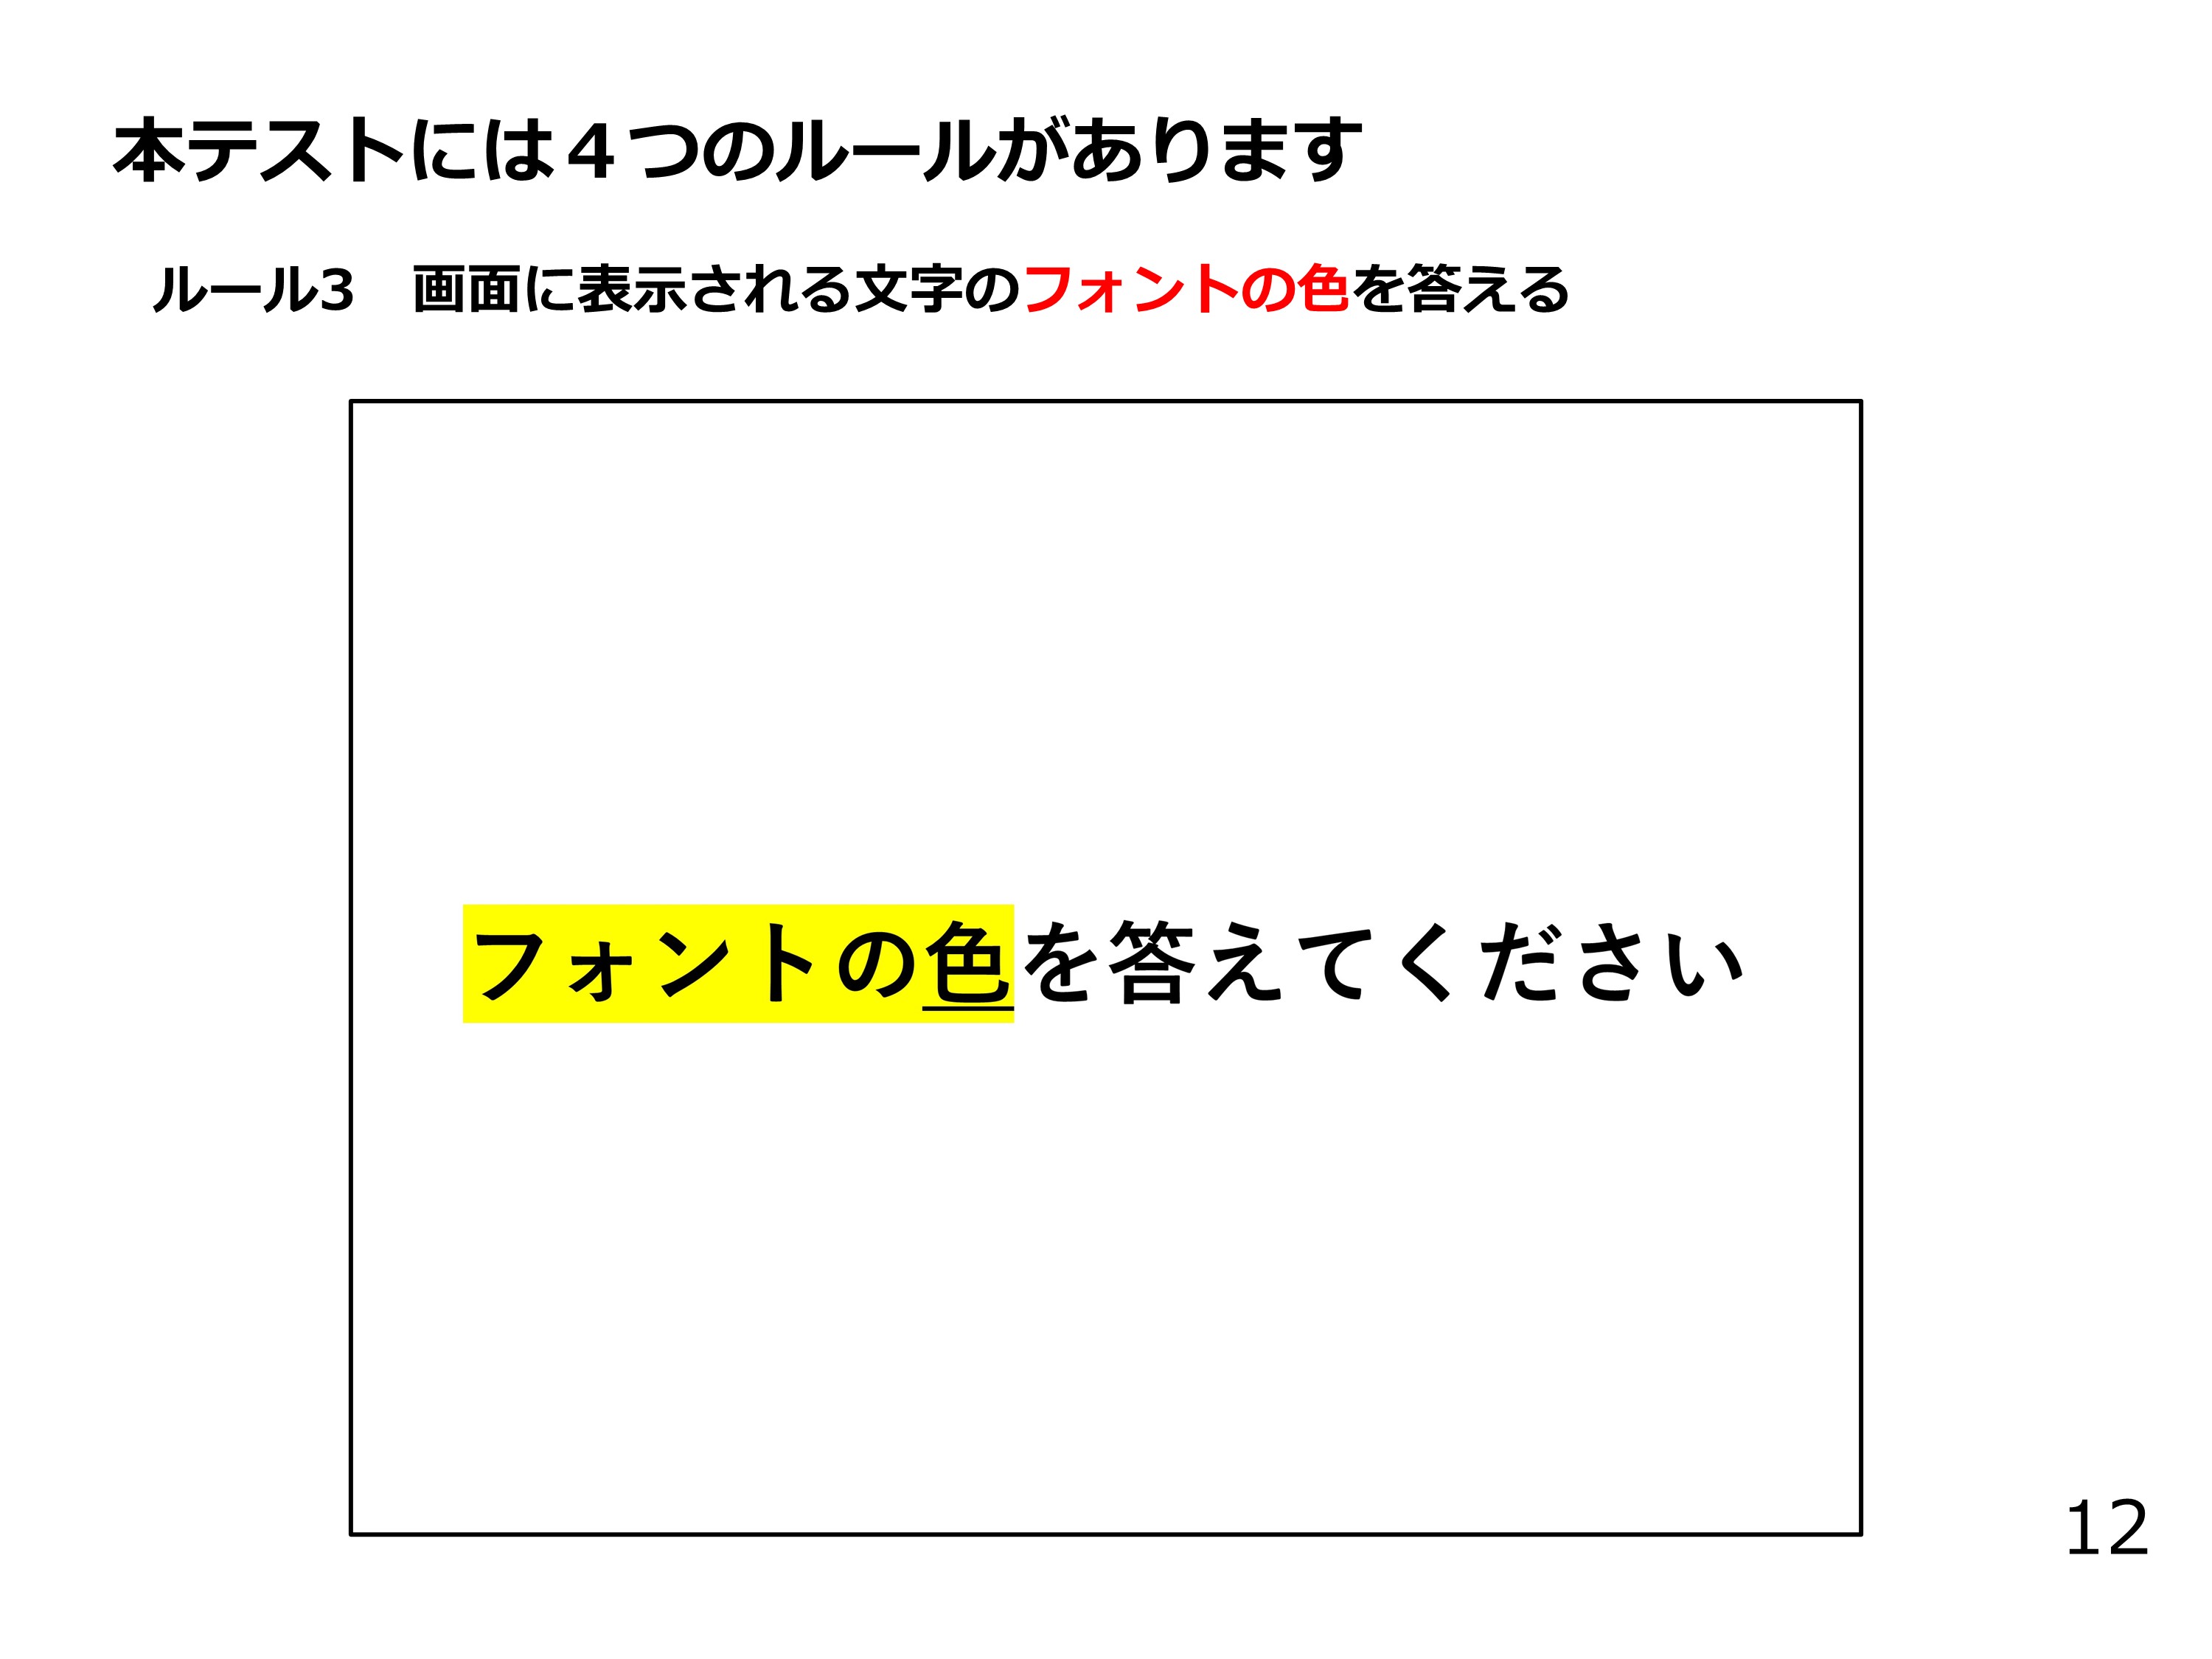 本テストには４つのルールがあります
ルール3　画面に表示される文字のフォントの色を答える
フォントの色を答えてください
12